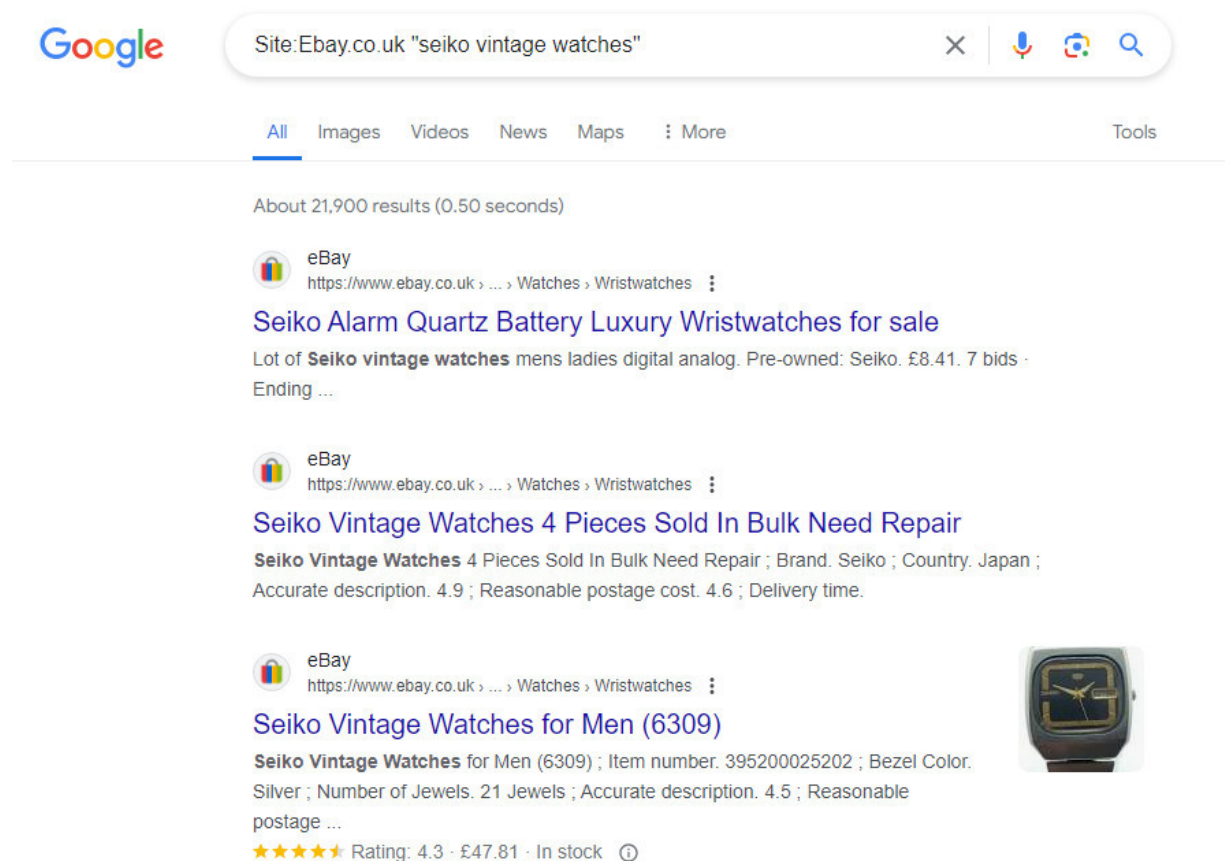 Google
Site:Ebay.co.uk "seiko vintage watches"
All Images Videos News Maps More Tools
About 21,900 results (0.50 seconds)
eBay
https://www.ebay.co.uk › ... › Watches › Wristwatches
Seiko Alarm Quartz Battery Luxury Wristwatches for sale
Lot of Seiko vintage watches mens ladies digital analog. Pre-owned: Seiko. £8.41. 7 bids ·
Ending ...
eBay
https://www.ebay.co.uk › ... › Watches › Wristwatches
Seiko Vintage Watches 4 Pieces Sold In Bulk Need Repair
Seiko Vintage Watches 4 Pieces Sold In Bulk Need Repair ; Brand. Seiko ; Country. Japan ;
Accurate description. 4.9 ; Reasonable postage cost. 4.6 ; Delivery time.
eBay
https://www.ebay.co.uk › ... › Watches › Wristwatches
Seiko Vintage Watches for Men (6309)
Seiko Vintage Watches for Men (6309) ; Item number. 395200025202 ; Bezel Color.
Silver ; Number of Jewels. 21 Jewels ; Accurate description. 4.5 ; Reasonable
postage ...
Rating: 4.3 · £47.81 · In stock